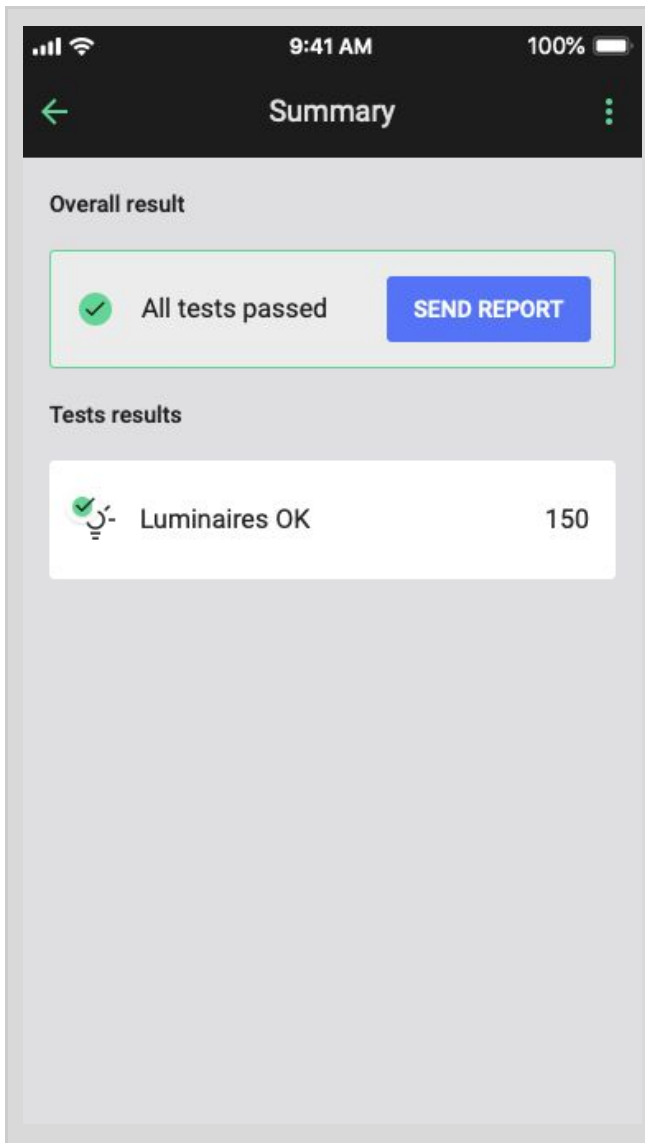 9:41 AM 100%
Summary
Overall result
All tests passed SEND REPORT
Tests results
Luminaires OK 150